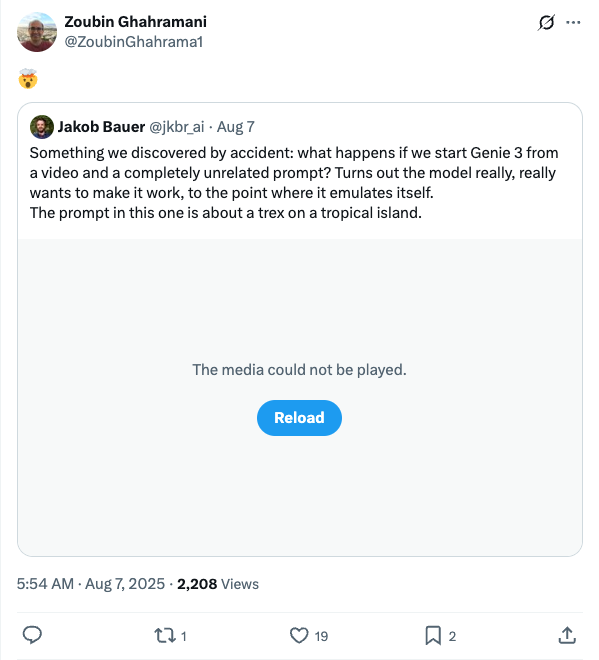 Zoubin Ghahramani
@ZoubinGhahrama1
🤯
Jakob Bauer @jkbr_ai · Aug 7
Something we discovered by accident: what happens if we start Genie 3 from
a video and a completely unrelated prompt? Turns out the model really, really
wants to make it work, to the point where it emulates itself.
The prompt in this one is about a trex on a tropical island.
The media could not be played.
Reload
5:54 AM · Aug 7, 2025 · 2,208 Views
1 19 2